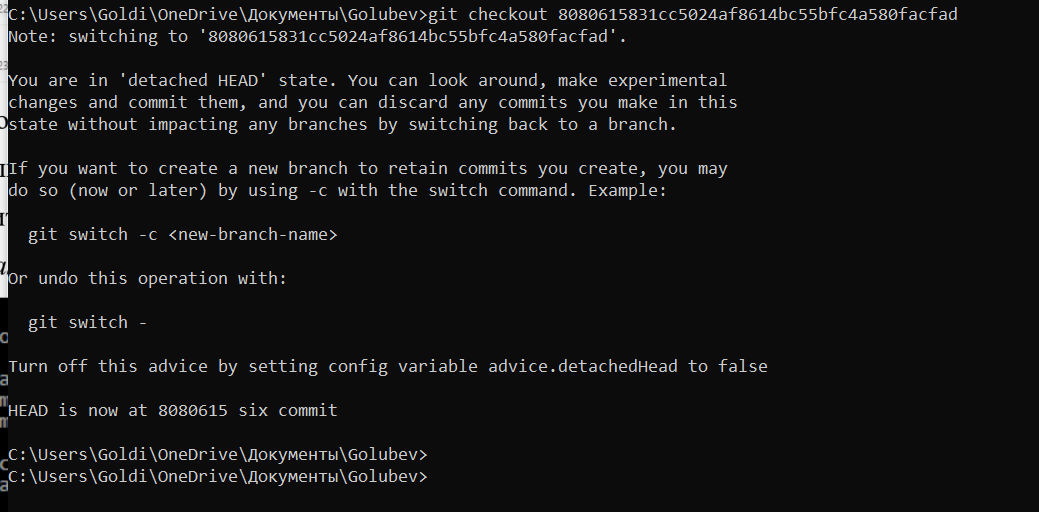 C:\Users\Goldi\OneDrive\Документы\Golubev>git checkout 8080615831cc5024af8614bc55bfc4a580facfad
Note: switching to '8080615831cc5024af8614bc55bfc4a580facfad'.
You are in 'detached HEAD' state. You can look around, make experimental
changes and commit them, and you can discard any commits you make in this
state without impacting any branches by switching back to a branch.
If you want to create a new branch to retain commits you create, you may
do so (now or later) by using -c with the switch command. Example:
git switch -c <new-branch-name>
Or undo this operation with:
git switch -
Turn off this advice by setting config variable advice.detachedHead to false
HEAD is now at 8080615 six commit
C:\Users\Goldi\OneDrive\Документы\Golubev>
C:\Users\Goldi\OneDrive\Документы\Golubev>